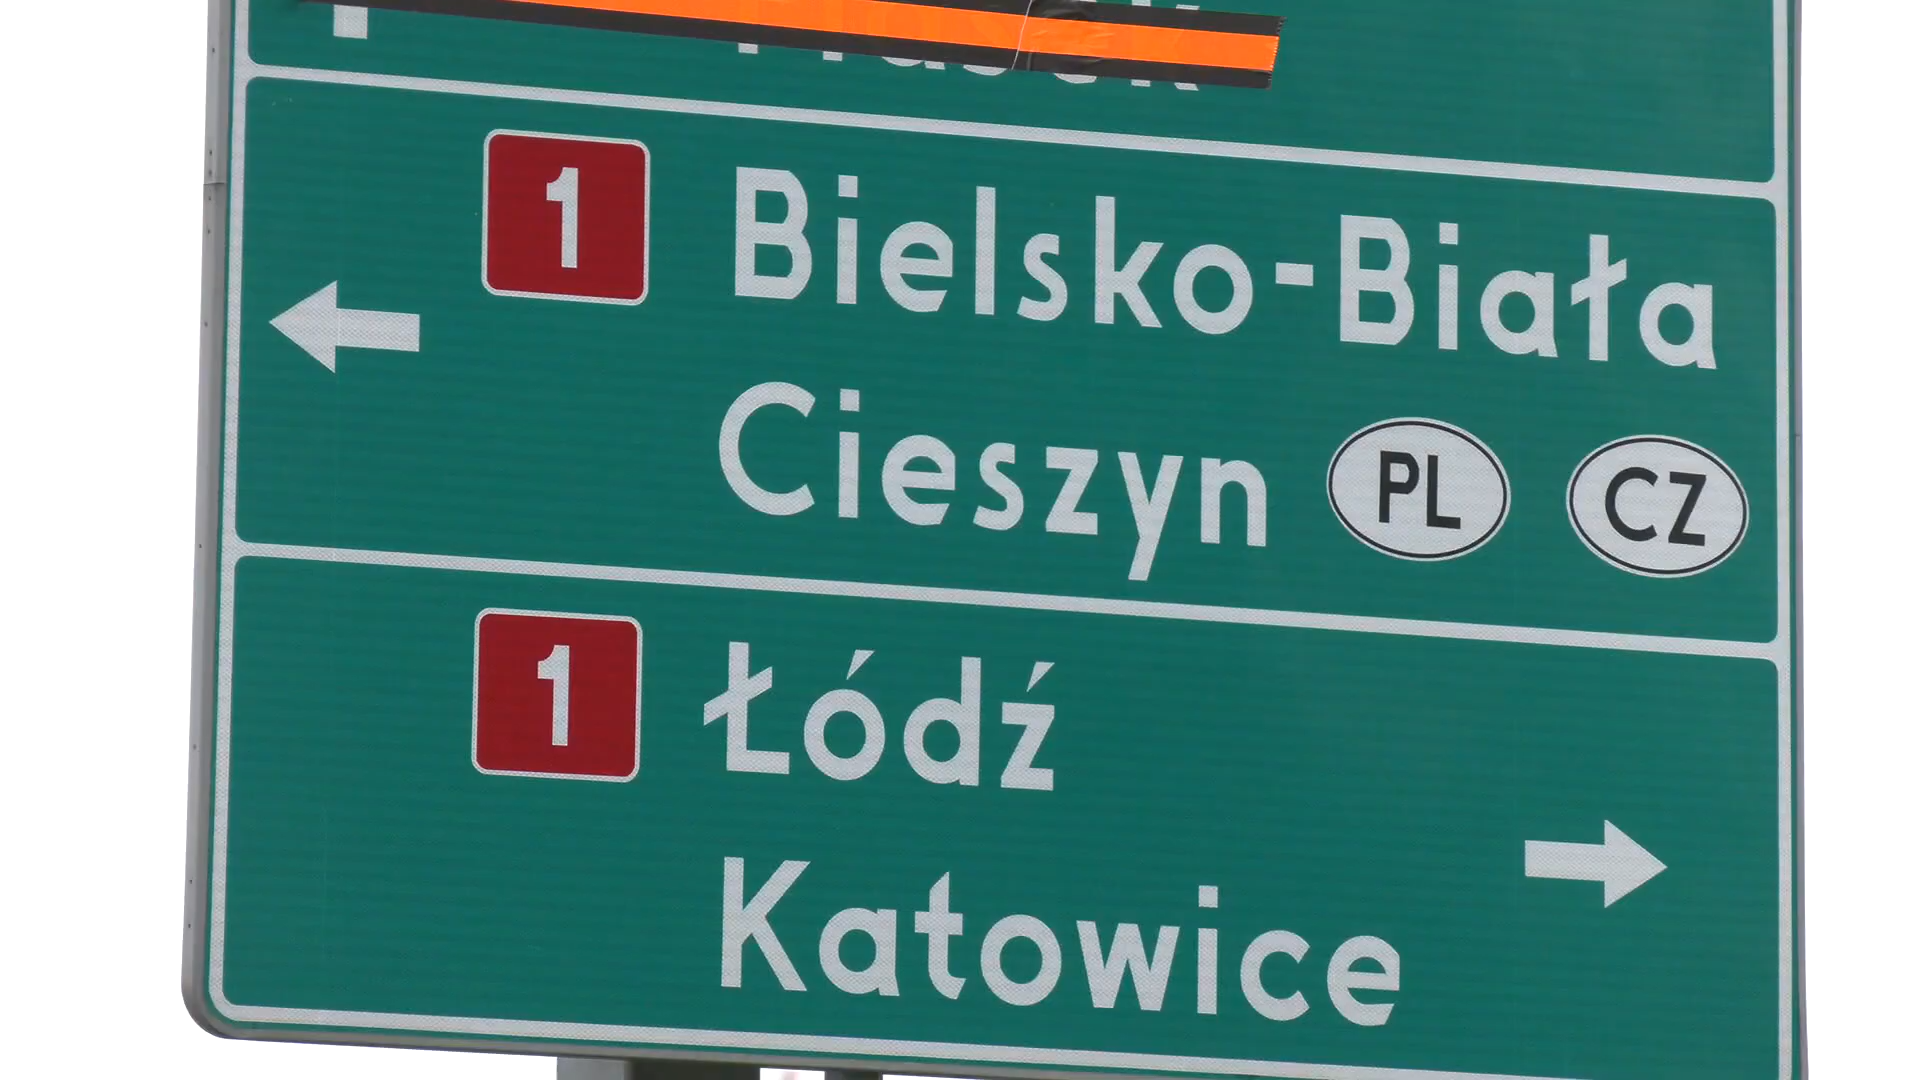 1 Bielsko-Biała
Cieszyn PL CZ
1 Łódź
Katowice